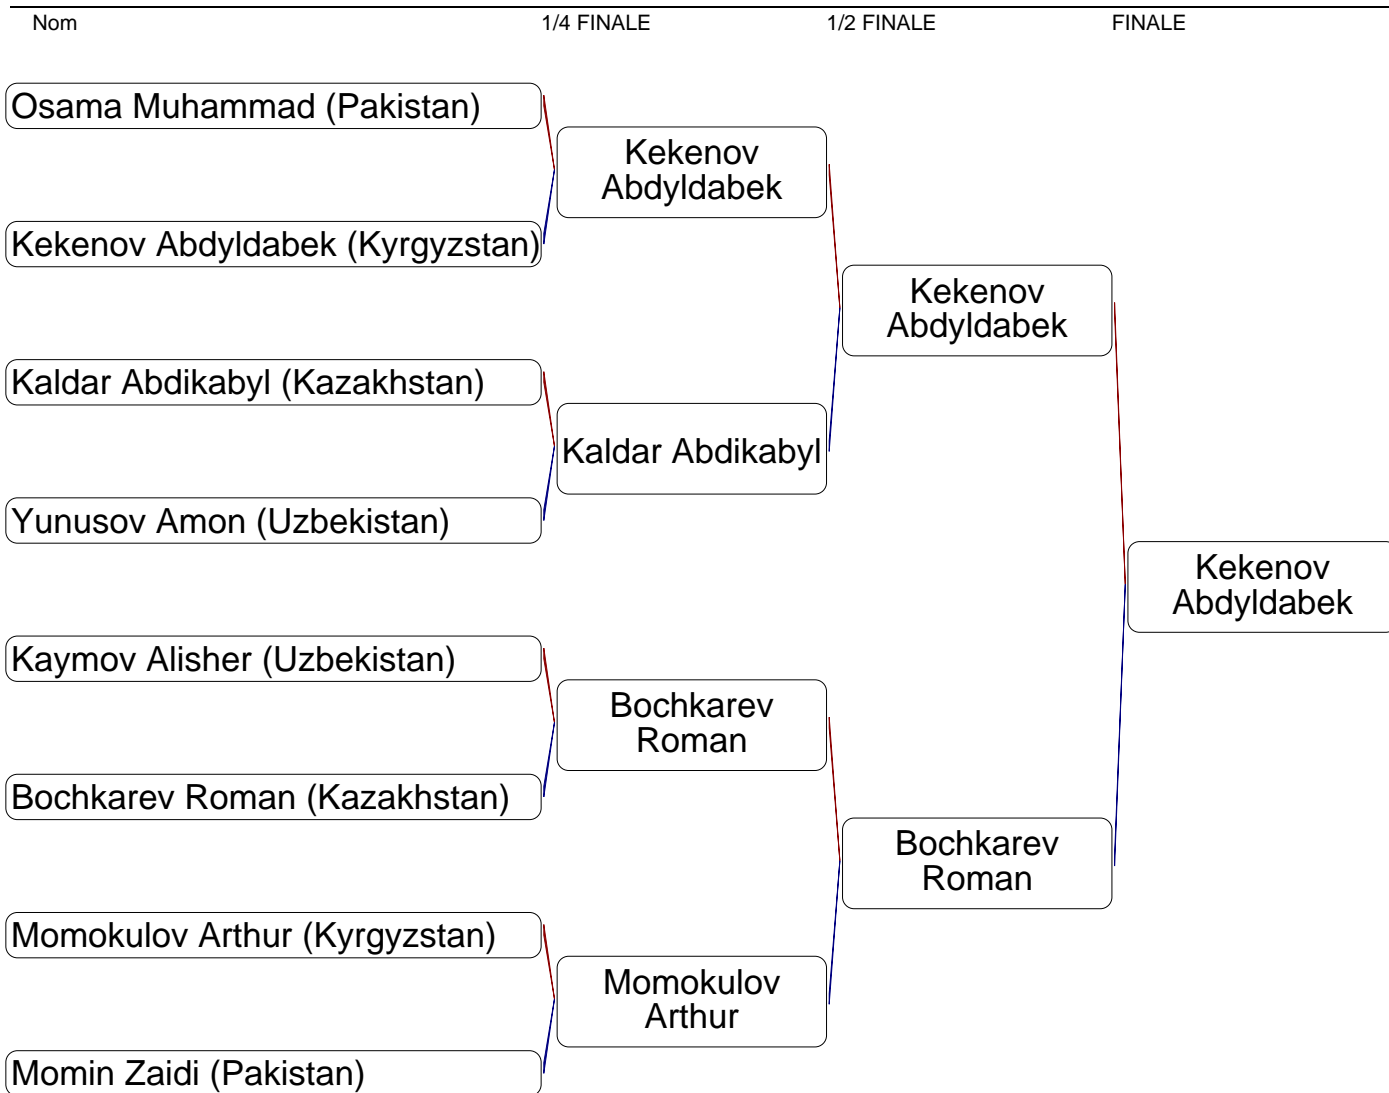 Nom 1/4 FINALE 1/2 FINALE FINALE
Osama Muhammad (Pakistan)
Kekenov
Abdyldabek
Kekenov Abdyldabek (Kyrgyzstan)
Kekenov
Abdyldabek
Kaldar Abdikabyl (Kazakhstan)
Kaldar Abdikabyl
Yunusov Amon (Uzbekistan)
Kekenov
Abdyldabek
Kaymov Alisher (Uzbekistan)
Bochkarev
Roman
Bochkarev Roman (Kazakhstan)
Bochkarev
Roman
Momokulov Arthur (Kyrgyzstan)
Momokulov
Arthur
Momin Zaidi (Pakistan)